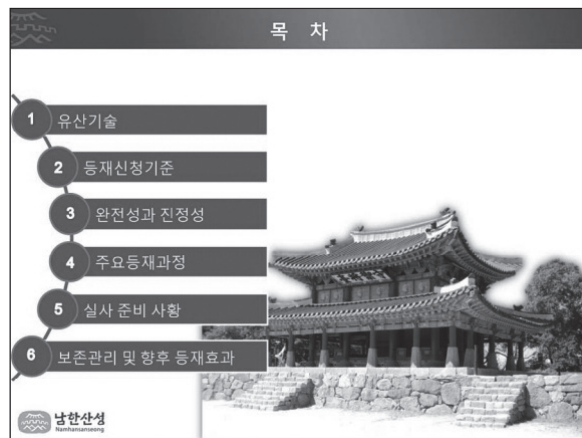 목 차
1 유산기술
2 등재신청기준
3 완전성과 진정성
4 주요등재과정
5 실사 준비 사황
6 보존관리 및 향후 등재효과
남한산성
Namhansanseong